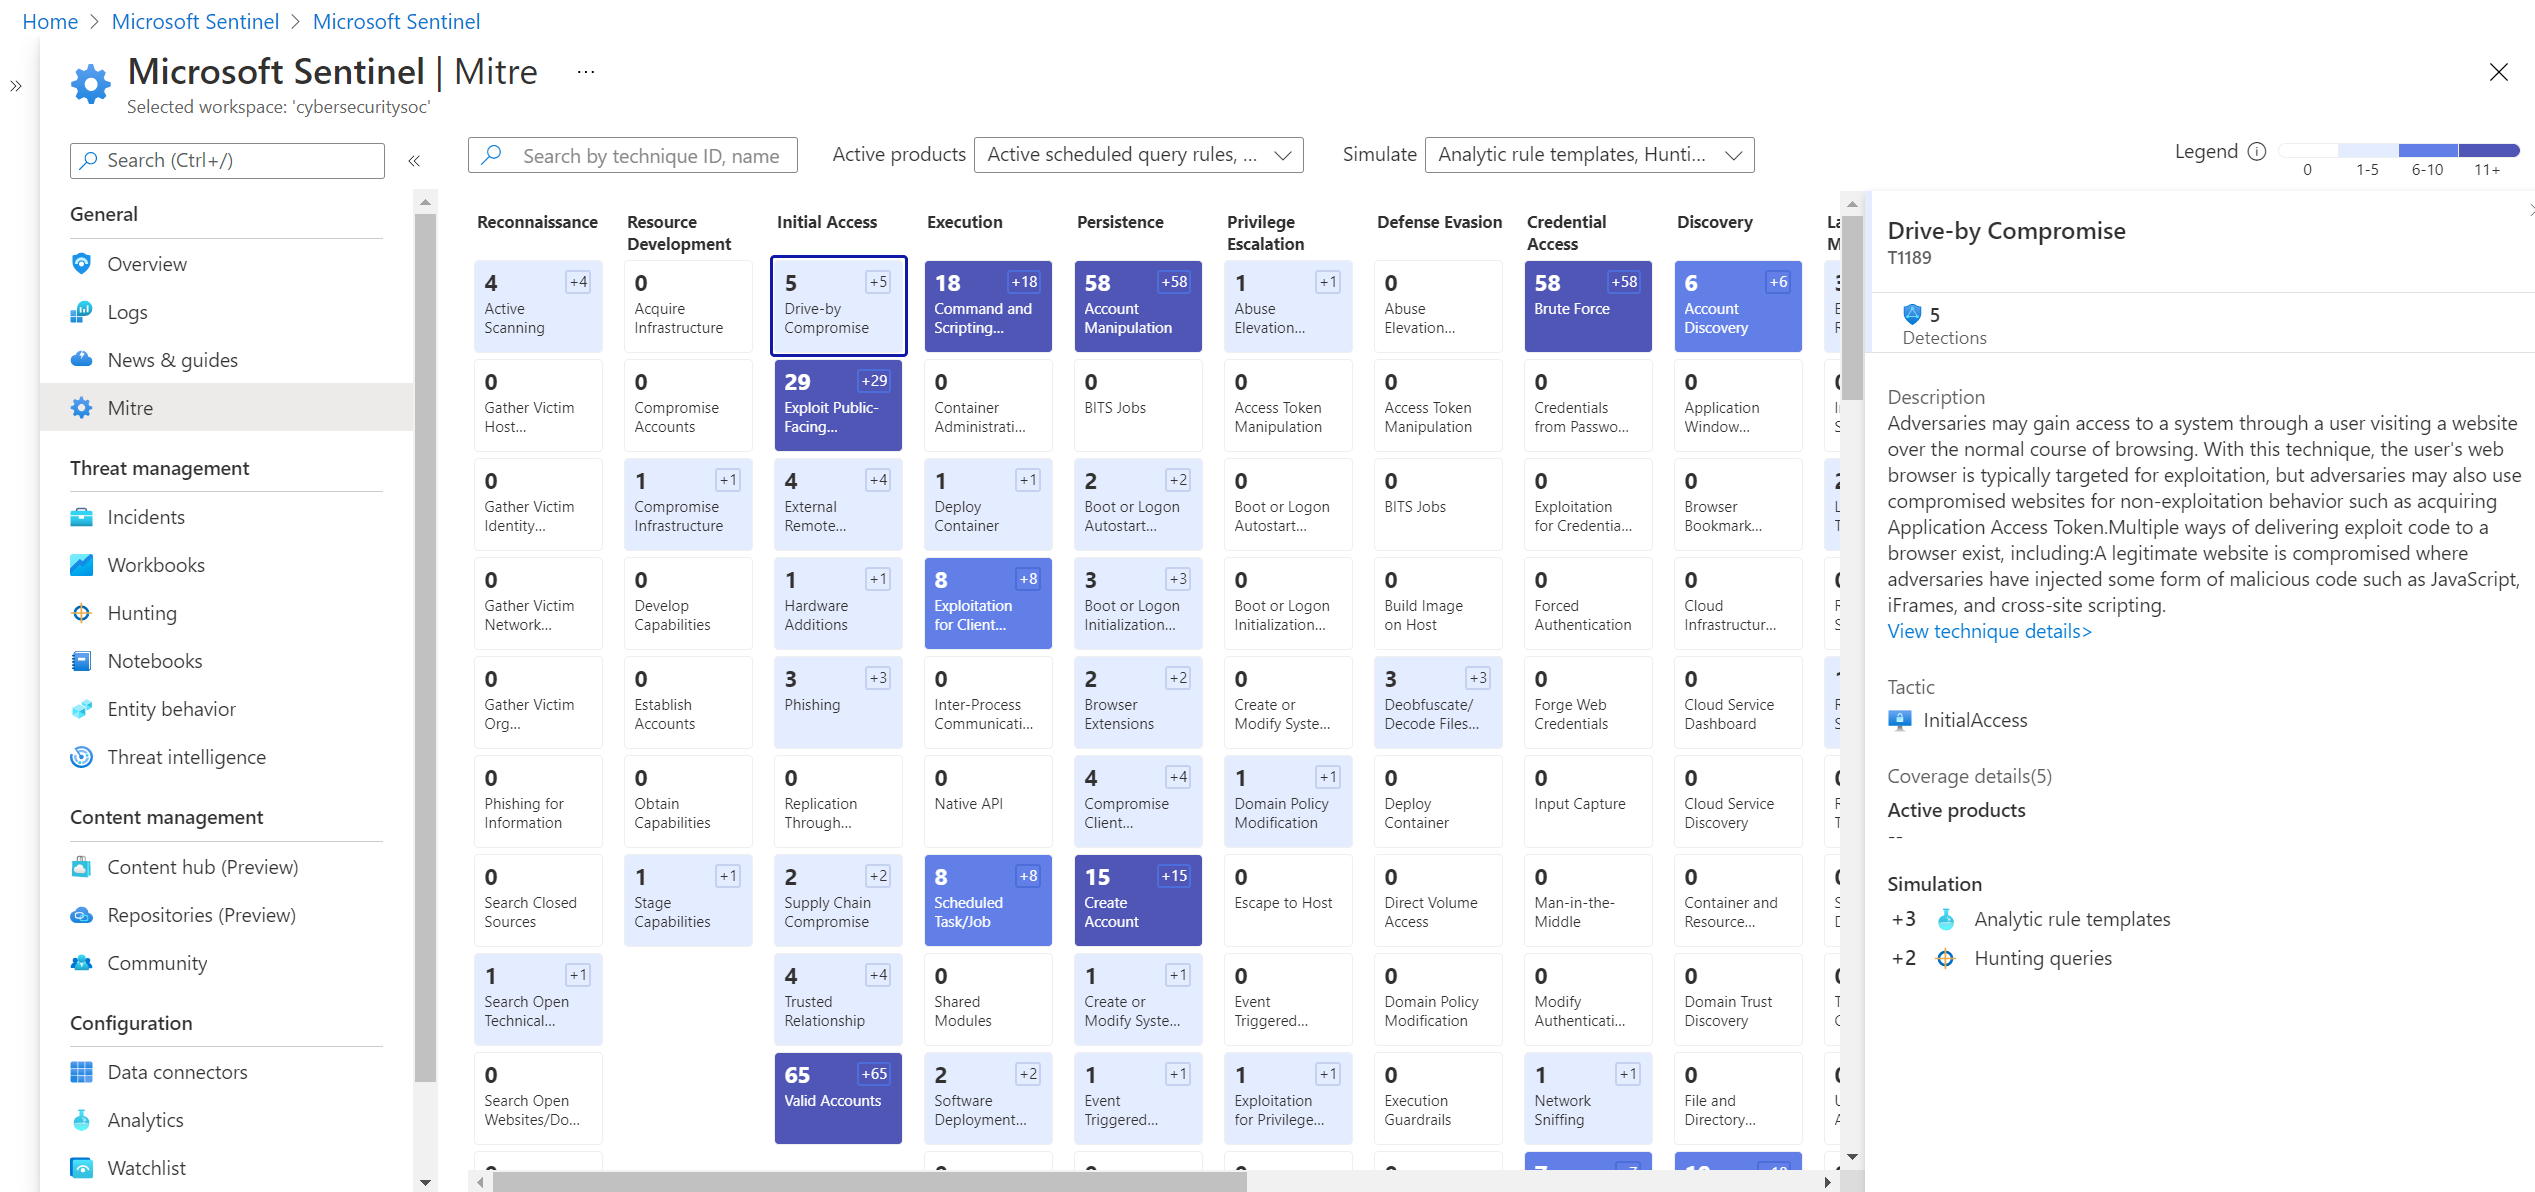 Home > Microsoft Sentinel > Microsoft Sentinel
Microsoft Sentinel | Mitre ...
Selected workspace: 'cybersecuritysoc'
Search (Ctrl+/)
General
Overview
Logs
News & guides
Mitre
Threat management
Incidents
Workbooks
Hunting
Notebooks
Entity behavior
Threat intelligence
Content management
Content hub (Preview)
Repositories (Preview)
Community
Configuration
Data connectors
Analytics
Watchlist
Search by technique ID, name
Active products
Active scheduled query rules, ...
Simulate
Analytic rule templates, Hunti...
Legend
0 1-5 6-10 11+
Reconnaissance
4 +4
Active
Scanning
0
Gather Victim
Host...
0
Gather Victim
Identity...
0
Gather Victim
Network...
0
Gather Victim
Org...
0
Phishing for
Information
0
Search Closed
Sources
1 +1
Search Open
Technical...
0
Search Open
Websites/Do...
Resource
Development
0
Acquire
Infrastructure
0
Compromise
Accounts
1 +1
Compromise
Infrastructure
0
Develop
Capabilities
0
Establish
Accounts
0
Obtain
Capabilities
1 +1
Stage
Capabilities
Initial Access
5 +5
Drive-by
Compromise
29 +29
Exploit Public-
Facing...
4 +4
External
Remote...
1 +1
Hardware
Additions
3 +3
Phishing
0
Replication
Through...
2 +2
Supply Chain
Compromise
4 +4
Trusted
Relationship
65 +65
Valid Accounts
Execution
18 +18
Command and
Scripting...
0
Container
Administrati...
1 +1
Deploy
Container
8 +8
Exploitation
for Client...
0
Inter-Process
Communicati...
0
Native API
8 +8
Scheduled
Task/Job
0
Shared
Modules
2 +2
Software
Deployment...
Persistence
58 +58
Account
Manipulation
0
BITS Jobs
2 +2
Boot or Logon
Autostart...
3 +3
Boot or Logon
Initialization...
2 +2
Browser
Extensions
4 +4
Compromise
Client...
15 +15
Create
Account
1 +1
Create or
Modify Syste...
1 +1
Event
Triggered...
Privilege
Escalation
1 +1
Abuse
Elevation...
0
Access Token
Manipulation
0
Boot or Logon
Autostart...
0
Boot or Logon
Initialization...
0
Create or
Modify Syste...
1 +1
Domain Policy
Modification
0
Escape to Host
0
Event
Triggered...
1 +1
Exploitation
for Privilege...
Defense Evasion
0
Abuse
Elevation...
0
Access Token
Manipulation
0
BITS Jobs
0
Build Image
on Host
3 +3
Deobfuscate/
Decode Files...
0
Deploy
Container
0
Direct Volume
Access
0
Domain Policy
Modification
0
Execution
Guardrails
Credential
Access
58 +58
Brute Force
0
Credentials
from Passwo...
0
Exploitation
for Credentia...
0
Forced
Authentication
0
Forge Web
Credentials
0
Input Capture
0
Man-in-the-
Middle
0
Modify
Authenticati...
1 +1
Network
Sniffing
Discovery
6 +6
Account
Discovery
0
Application
Window...
0
Browser
Bookmark...
0
Cloud
Infrastructur...
0
Cloud Service
Dashboard
0
Cloud Service
Discovery
0
Container and
Resource...
0
Domain Trust
Discovery
0
File and
Directory...
Drive-by Compromise
T1189
5
Detections
Description
Adversaries may gain access to a system through a user visiting a website
over the normal course of browsing. With this technique, the user's web
browser is typically targeted for exploitation, but adversaries may also use
compromised websites for non-exploitation behavior such as acquiring
Application Access Token.Multiple ways of delivering exploit code to a
browser exist, including:A legitimate website is compromised where
adversaries have injected some form of malicious code such as JavaScript,
iFrames, and cross-site scripting.
View technique details>
Tactic
InitialAccess
Coverage details(5)
Active products
--
Simulation
+3 Analytic rule templates
+2 Hunting queries